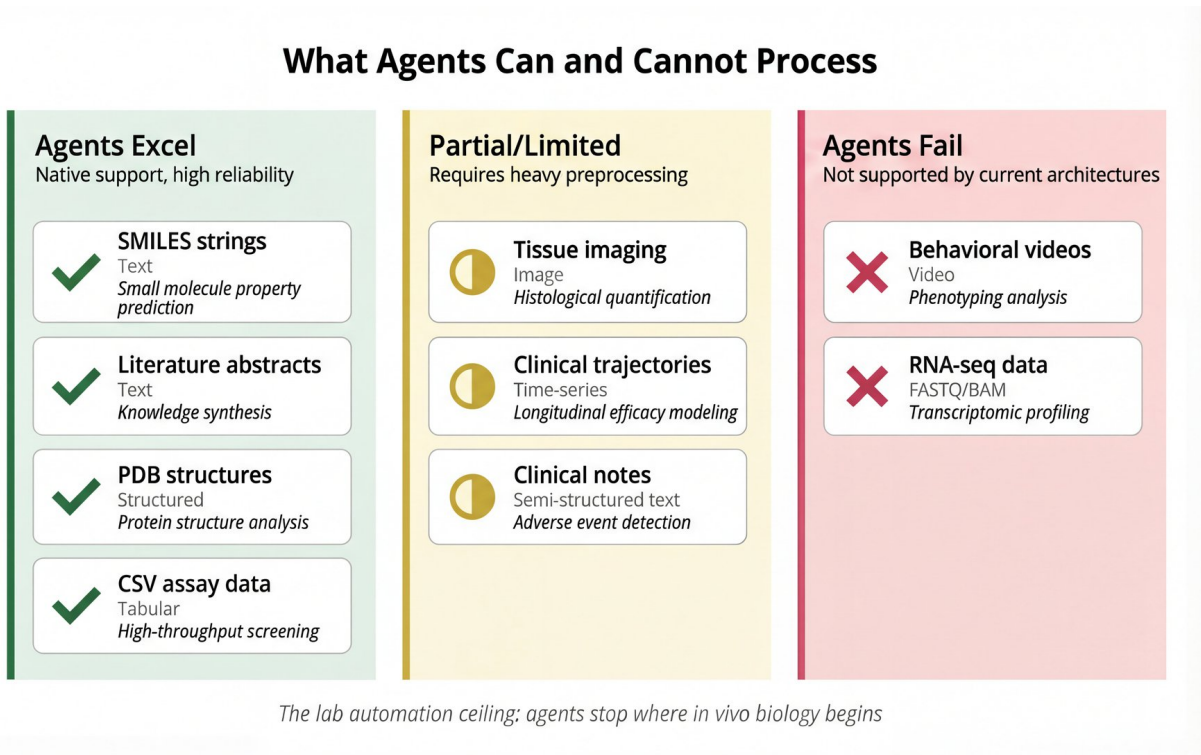 What Agents Can and Cannot Process
Agents Excel
Native support, high reliability
SMILES strings
Text
Small molecule property
prediction
Literature abstracts
Text
Knowledge synthesis
PDB structures
Structured
Protein structure analysis
CSV assay data
Tabular
High-throughput screening
Partial/Limited
Requires heavy preprocessing
Tissue imaging
Image
Histological quantification
Clinical trajectories
Time-series
Longitudinal efficacy modeling
Clinical notes
Semi-structured text
Adverse event detection
Agents Fail
Not supported by current architectures
Behavioral videos
Video
Phenotyping analysis
RNA-seq data
FASTQ/BAM
Transcriptomic profiling
The lab automation ceiling: agents stop where in vivo biology begins